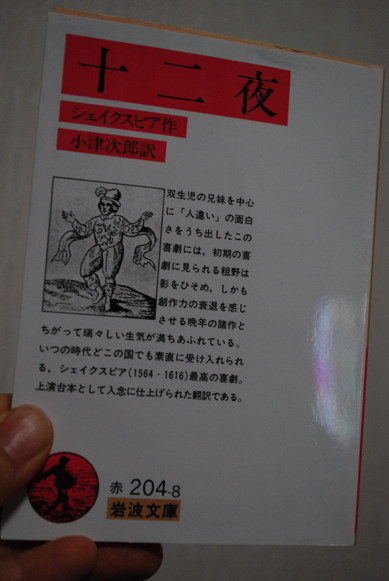 十二夜
シェイクスピア作
小津次郎訳
双生児の兄妹を中心
に「人違い」の面白
さをうち出したこの
喜劇には，初期の喜
劇に見られる粗野は
影をひそめ，しかも
創作力の衰退を感じ
させる晩年の諸作と
ちがって瑞々しい生気が満ちあふれている。
いつの時代どこの国でも素直に受け入れられ
る，シェイクスピア(1564‐1616)最高の喜劇。
上演台本として入念に仕上げられた翻訳である。
赤 204-8
岩波文庫